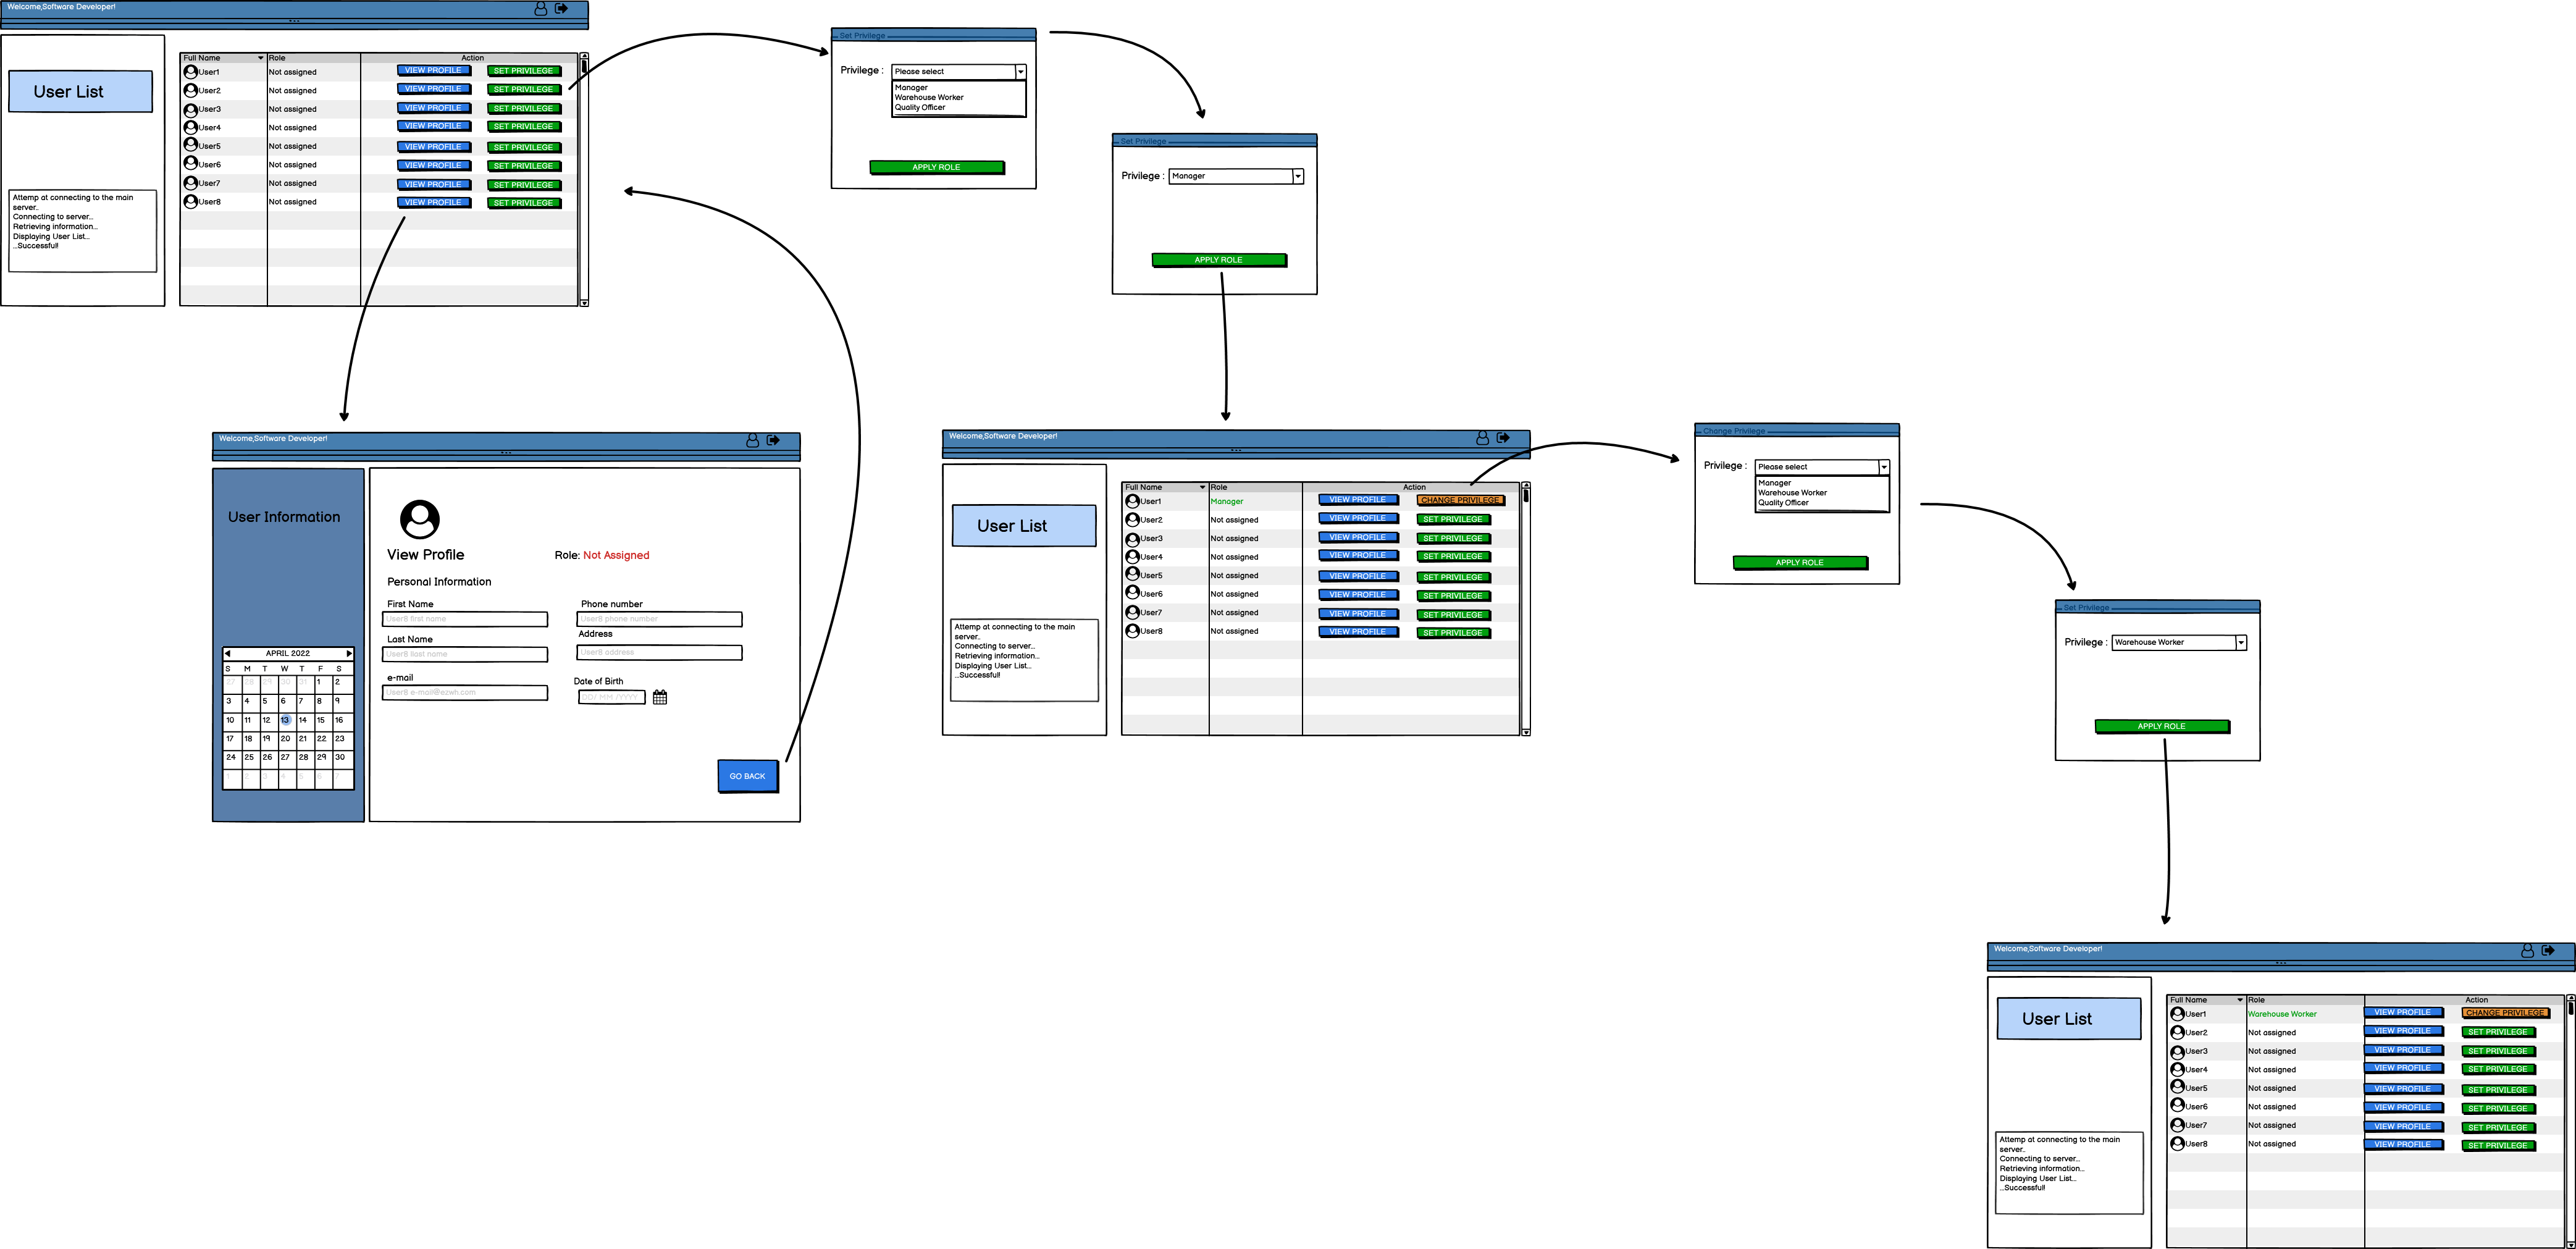 Welcome,Software Developer!
User List
Attemp at connecting to the main
server..
Connecting to server...
Retrieving information...
Displaying User List...
...Successful!
Full Name Role Action
User1 Not assigned VIEW PROFILE SET PRIVILEGE
User2 Not assigned VIEW PROFILE SET PRIVILEGE
User3 Not assigned VIEW PROFILE SET PRIVILEGE
User4 Not assigned VIEW PROFILE SET PRIVILEGE
User5 Not assigned VIEW PROFILE SET PRIVILEGE
User6 Not assigned VIEW PROFILE SET PRIVILEGE
User7 Not assigned VIEW PROFILE SET PRIVILEGE
User8 Not assigned VIEW PROFILE SET PRIVILEGE
Set Privilege
Privilege : Please select
Manager
Warehouse Worker
Quality Officer
APPLY ROLE
Set Privilege
Privilege : Manager
APPLY ROLE
Welcome,Software Developer!
User Information
APRIL 2022
S M T W T F S
27 28 29 30 31 1 2
3 4 5 6 7 8 9
10 11 12 13 14 15 16
17 18 19 20 21 22 23
24 25 26 27 28 29 30
1 2 3 4 5 6 7
View Profile
Role: Not Assigned
Personal Information
First Name
User8 first name
Phone number
User8 phone number
Last Name
User8 last name
Address
User8 address
e-mail
User8 e-mail@ezwh.com
Date of Birth
DD/ MM /YYYY
GO BACK
Welcome,Software Developer!
User List
Attemp at connecting to the main
server..
Connecting to server...
Retrieving information...
Displaying User List...
...Successful!
Full Name Role Action
User1 Manager VIEW PROFILE CHANGE PRIVILEGE
User2 Not assigned VIEW PROFILE SET PRIVILEGE
User3 Not assigned VIEW PROFILE SET PRIVILEGE
User4 Not assigned VIEW PROFILE SET PRIVILEGE
User5 Not assigned VIEW PROFILE SET PRIVILEGE
User6 Not assigned VIEW PROFILE SET PRIVILEGE
User7 Not assigned VIEW PROFILE SET PRIVILEGE
User8 Not assigned VIEW PROFILE SET PRIVILEGE
Change Privilege
Privilege : Please select
Manager
Warehouse Worker
Quality Officer
APPLY ROLE
Set Privilege
Privilege : Warehouse Worker
APPLY ROLE
Welcome,Software Developer!
User List
Attemp at connecting to the main
server..
Connecting to server...
Retrieving information...
Displaying User List...
...Successful!
Full Name Role Action
User1 Warehouse Worker VIEW PROFILE CHANGE PRIVILEGE
User2 Not assigned VIEW PROFILE SET PRIVILEGE
User3 Not assigned VIEW PROFILE SET PRIVILEGE
User4 Not assigned VIEW PROFILE SET PRIVILEGE
User5 Not assigned VIEW PROFILE SET PRIVILEGE
User6 Not assigned VIEW PROFILE SET PRIVILEGE
User7 Not assigned VIEW PROFILE SET PRIVILEGE
User8 Not assigned VIEW PROFILE SET PRIVILEGE